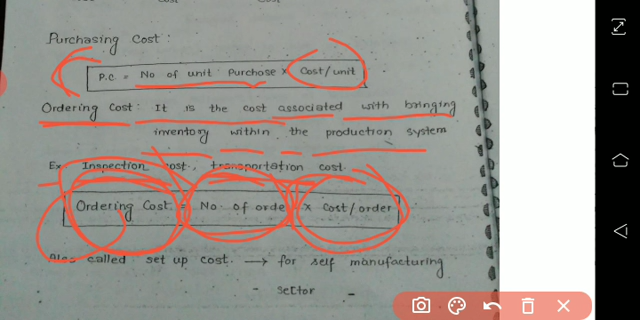 Purchasing Cost :
P.C = No of unit Purchase × Cost/unit
Ordering Cost : It is the cost associated with bringing
inventory within the production system
Ex Inspection cost, transportation cost.
Ordering Cost = No. of orde × Cost/order
Also called set up cost. → for self manufacturing
- sector -